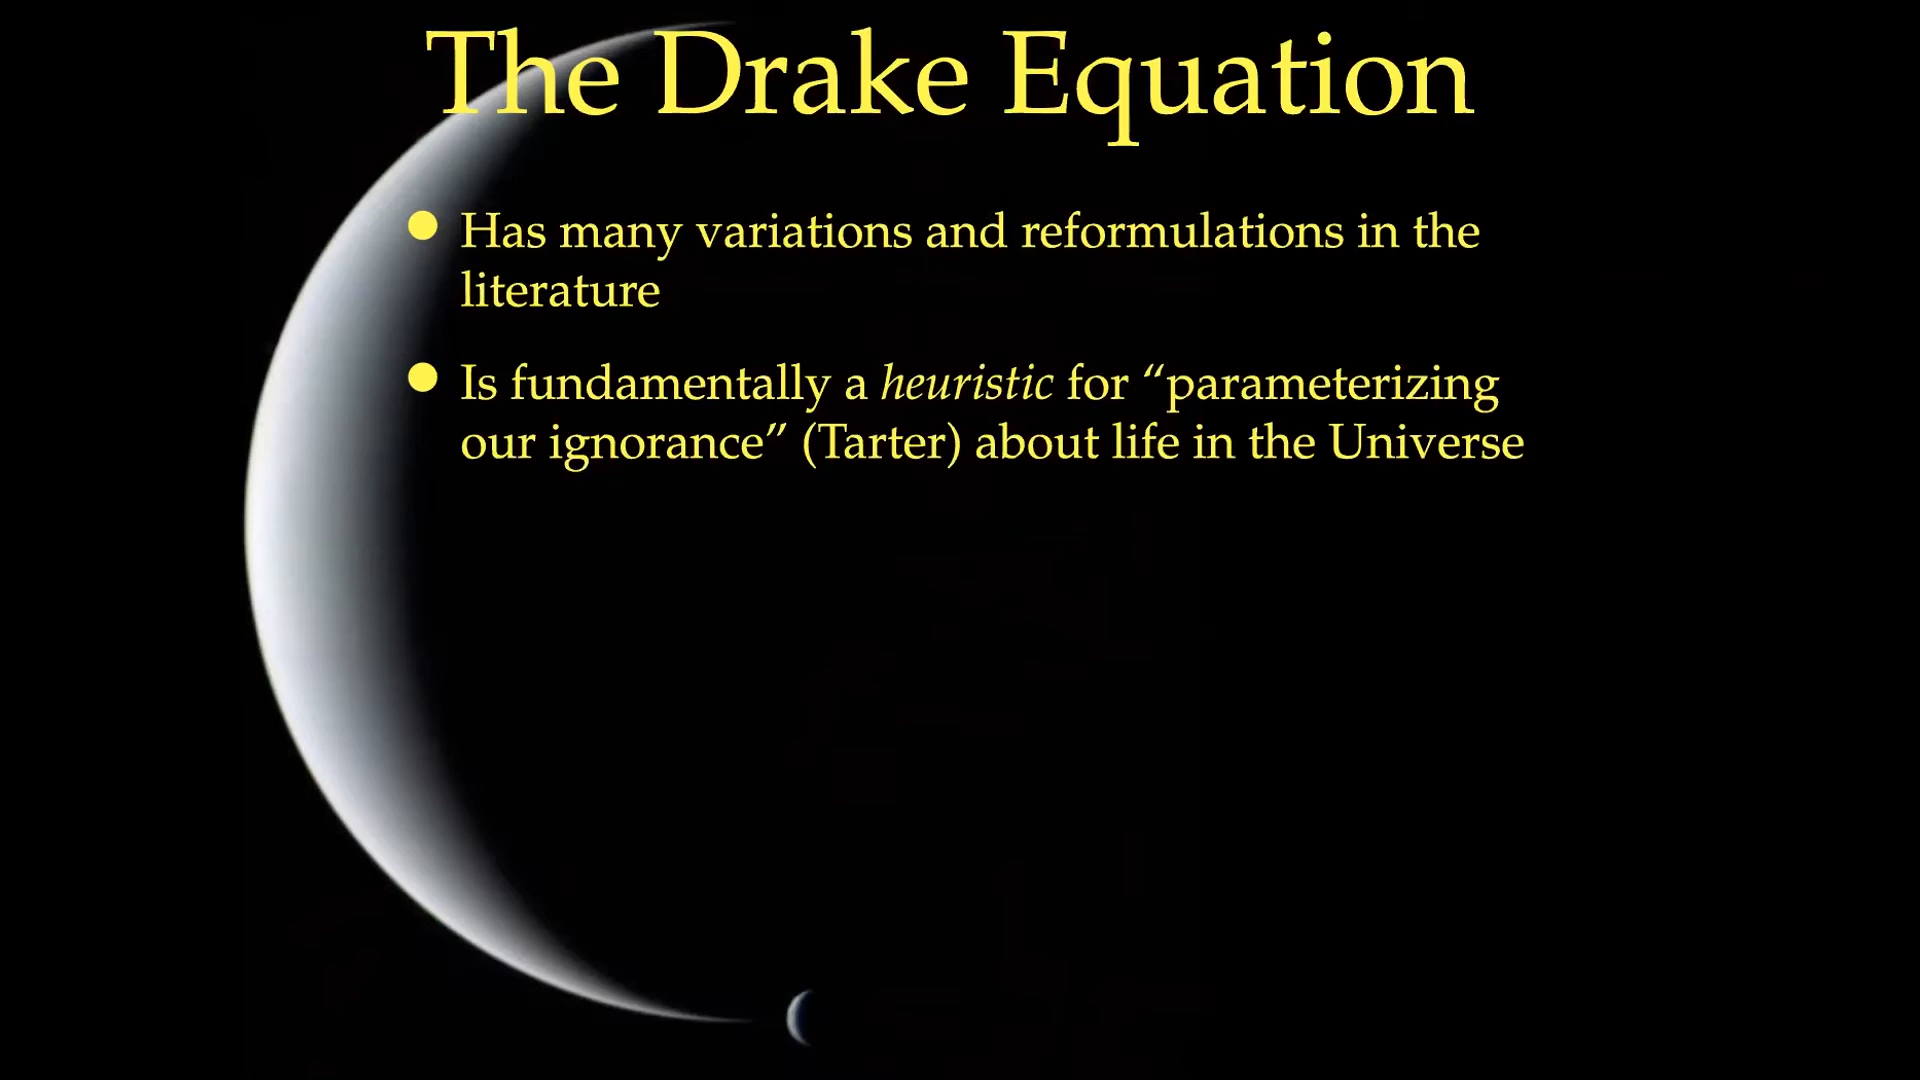 The Drake Equation
• Has many variations and reformulations in the
literature
• Is fundamentally a heuristic for “parameterizing
our ignorance” (Tarter) about life in the Universe